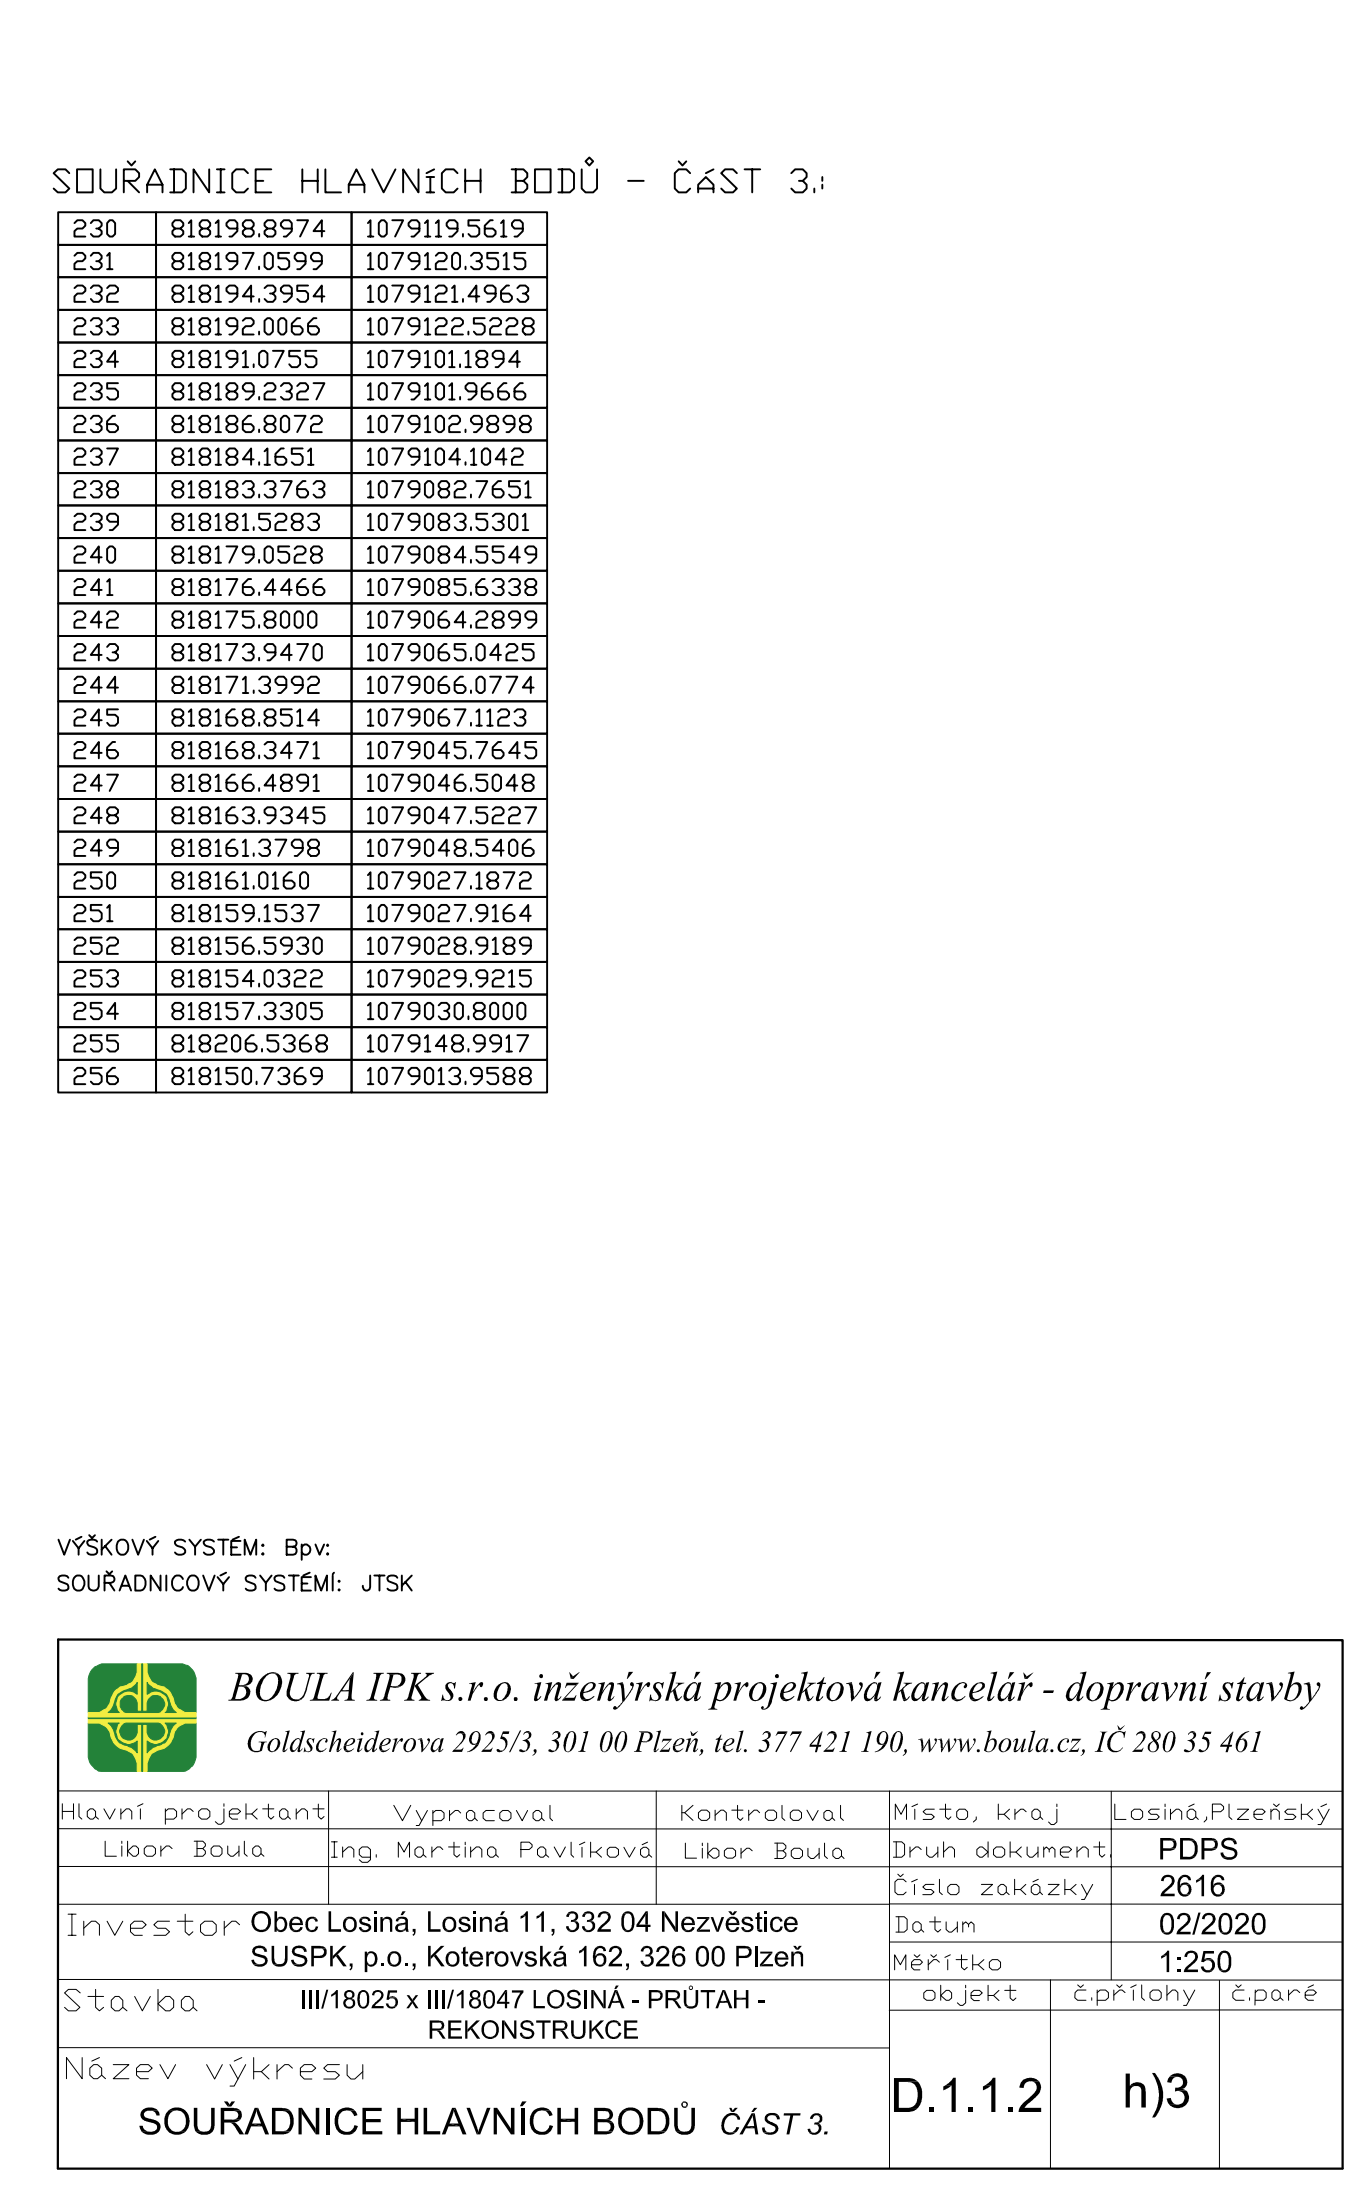 SOUŘADNICE HLAVNíCH BODŮ - ČáST 3.:
230 818198.8974 1079119.5619
231 818197.0599 1079120.3515
232 818194.3954 1079121.4963
233 818192.0066 1079122.5228
234 818191.0755 1079101.1894
235 818189.2327 1079101.9666
236 818186.8072 1079102.9898
237 818184.1651 1079104.1042
238 818183.3763 1079082.7651
239 818181.5283 1079083.5301
240 818179.0528 1079084.5549
241 818176.4466 1079085.6338
242 818175.8000 1079064.2899
243 818173.9470 1079065.0425
244 818171.3992 1079066.0774
245 818168.8514 1079067.1123
246 818168.3471 1079045.7645
247 818166.4891 1079046.5048
248 818163.9345 1079047.5227
249 818161.3798 1079048.5406
250 818161.0160 1079027.1872
251 818159.1537 1079027.9164
252 818156.5930 1079028.9189
253 818154.0322 1079029.9215
254 818157.3305 1079030.8000
255 818206.5368 1079148.9917
256 818150.7369 1079013.9588
VÝŠKOVÝ SYSTÉM: Bpv:
SOUŘADNICOVÝ SYSTÉMÍ: JTSK
BOULA IPK s.r.o. inženýrská projektová kancelář - dopravní stavby
Goldscheiderova 2925/3, 301 00 Plzeň, tel. 377 421 190, www.boula.cz, IČ 280 35 461
Hlavní projektant Vypracoval Kontroloval Místo, kraj Losiná,Plzeňský
Libor Boula Ing. Martina Pavlíková Libor Boula Druh dokument. PDPS
Číslo zakázky 2616
Investor Obec Losiná, Losiná 11, 332 04 Nezvěstice Datum 02/2020
SUSPK, p.o., Koterovská 162, 326 00 Plzeň Měřítko 1:250
Stavba III/18025 x III/18047 LOSINÁ - PRŮTAH - objekt č.přílohy č.paré
REKONSTRUKCE
Název výkresu
D.1.1.2 h)3
SOUŘADNICE HLAVNÍCH BODŮ ČÁST 3.